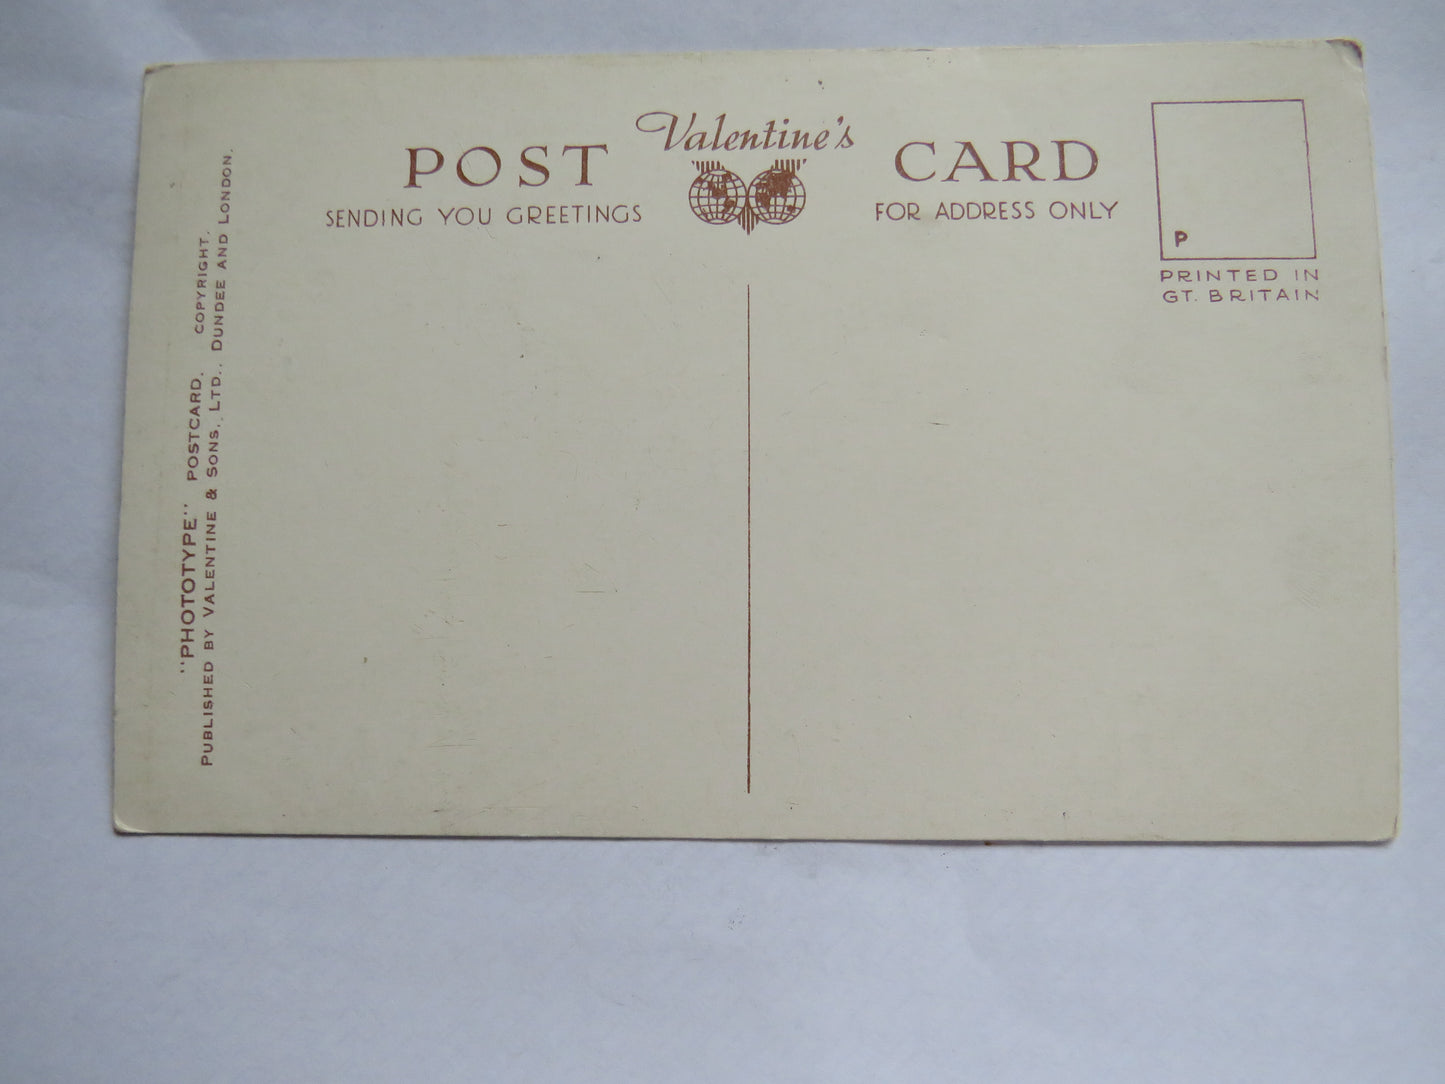 Valentine's
POST CARD
SENDING YOU GREETINGS
FOR ADDRESS ONLY
P
PRINTED IN
GT. BRITAIN
"PHOTOTYPE" POSTCARD. COPYRIGHT.
PUBLISHED BY VALENTINE & SONS, LTD., DUNDEE AND LONDON.